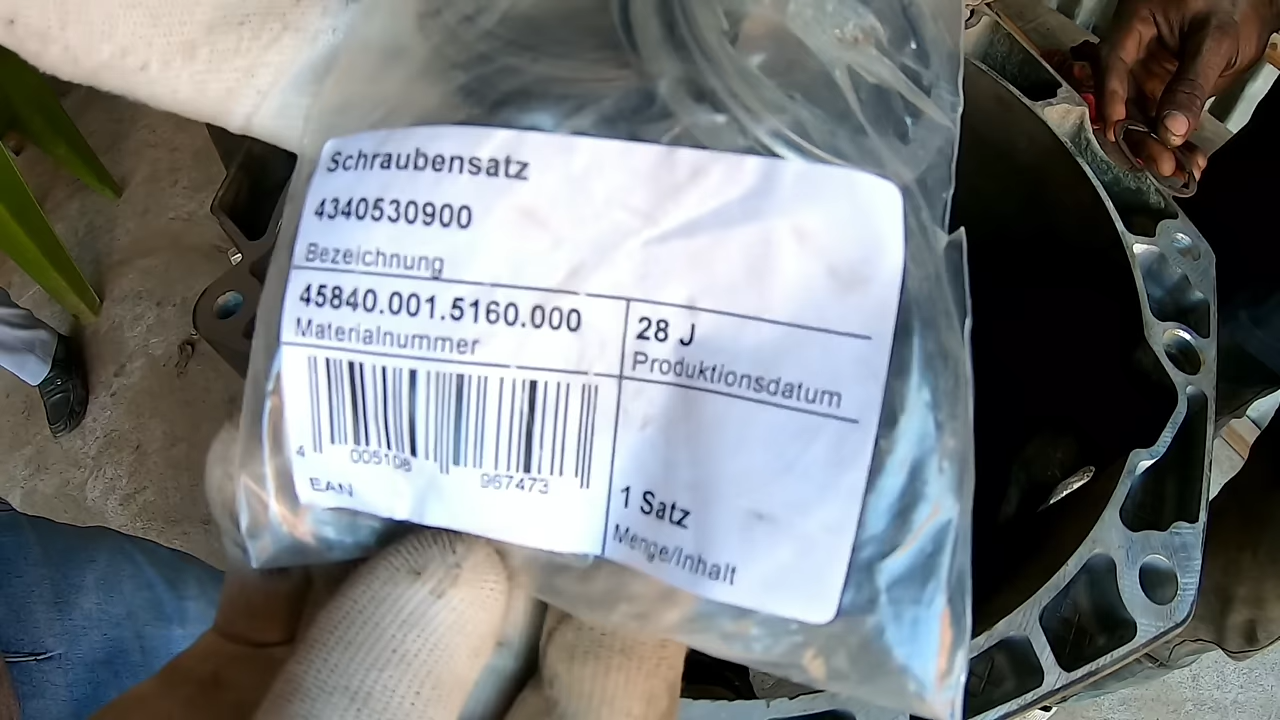 Schraubensatz
4340530900
Bezeichnung
45840.001.5160.000
Materialnummer
28 J
Produktionsdatum
4 005108 967473
EAN
1 Satz
Menge/Inhalt